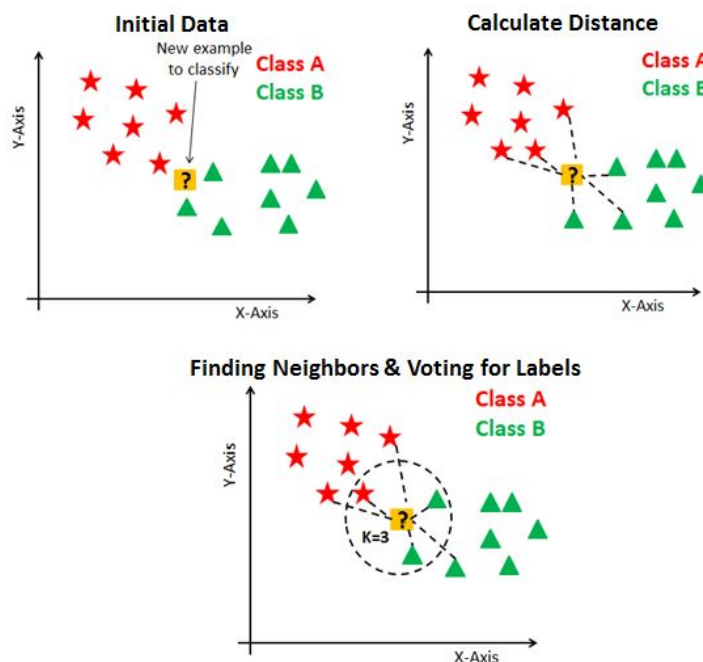 Initial Data
New example
to classify
Class A
Class B
?
Y-Axis
X-Axis
Calculate Distance
Class A
Class B
?
Y-Axis
X-Axis
Finding Neighbors & Voting for Labels
Class A
Class B
?
K=3
Y-Axis
X-Axis